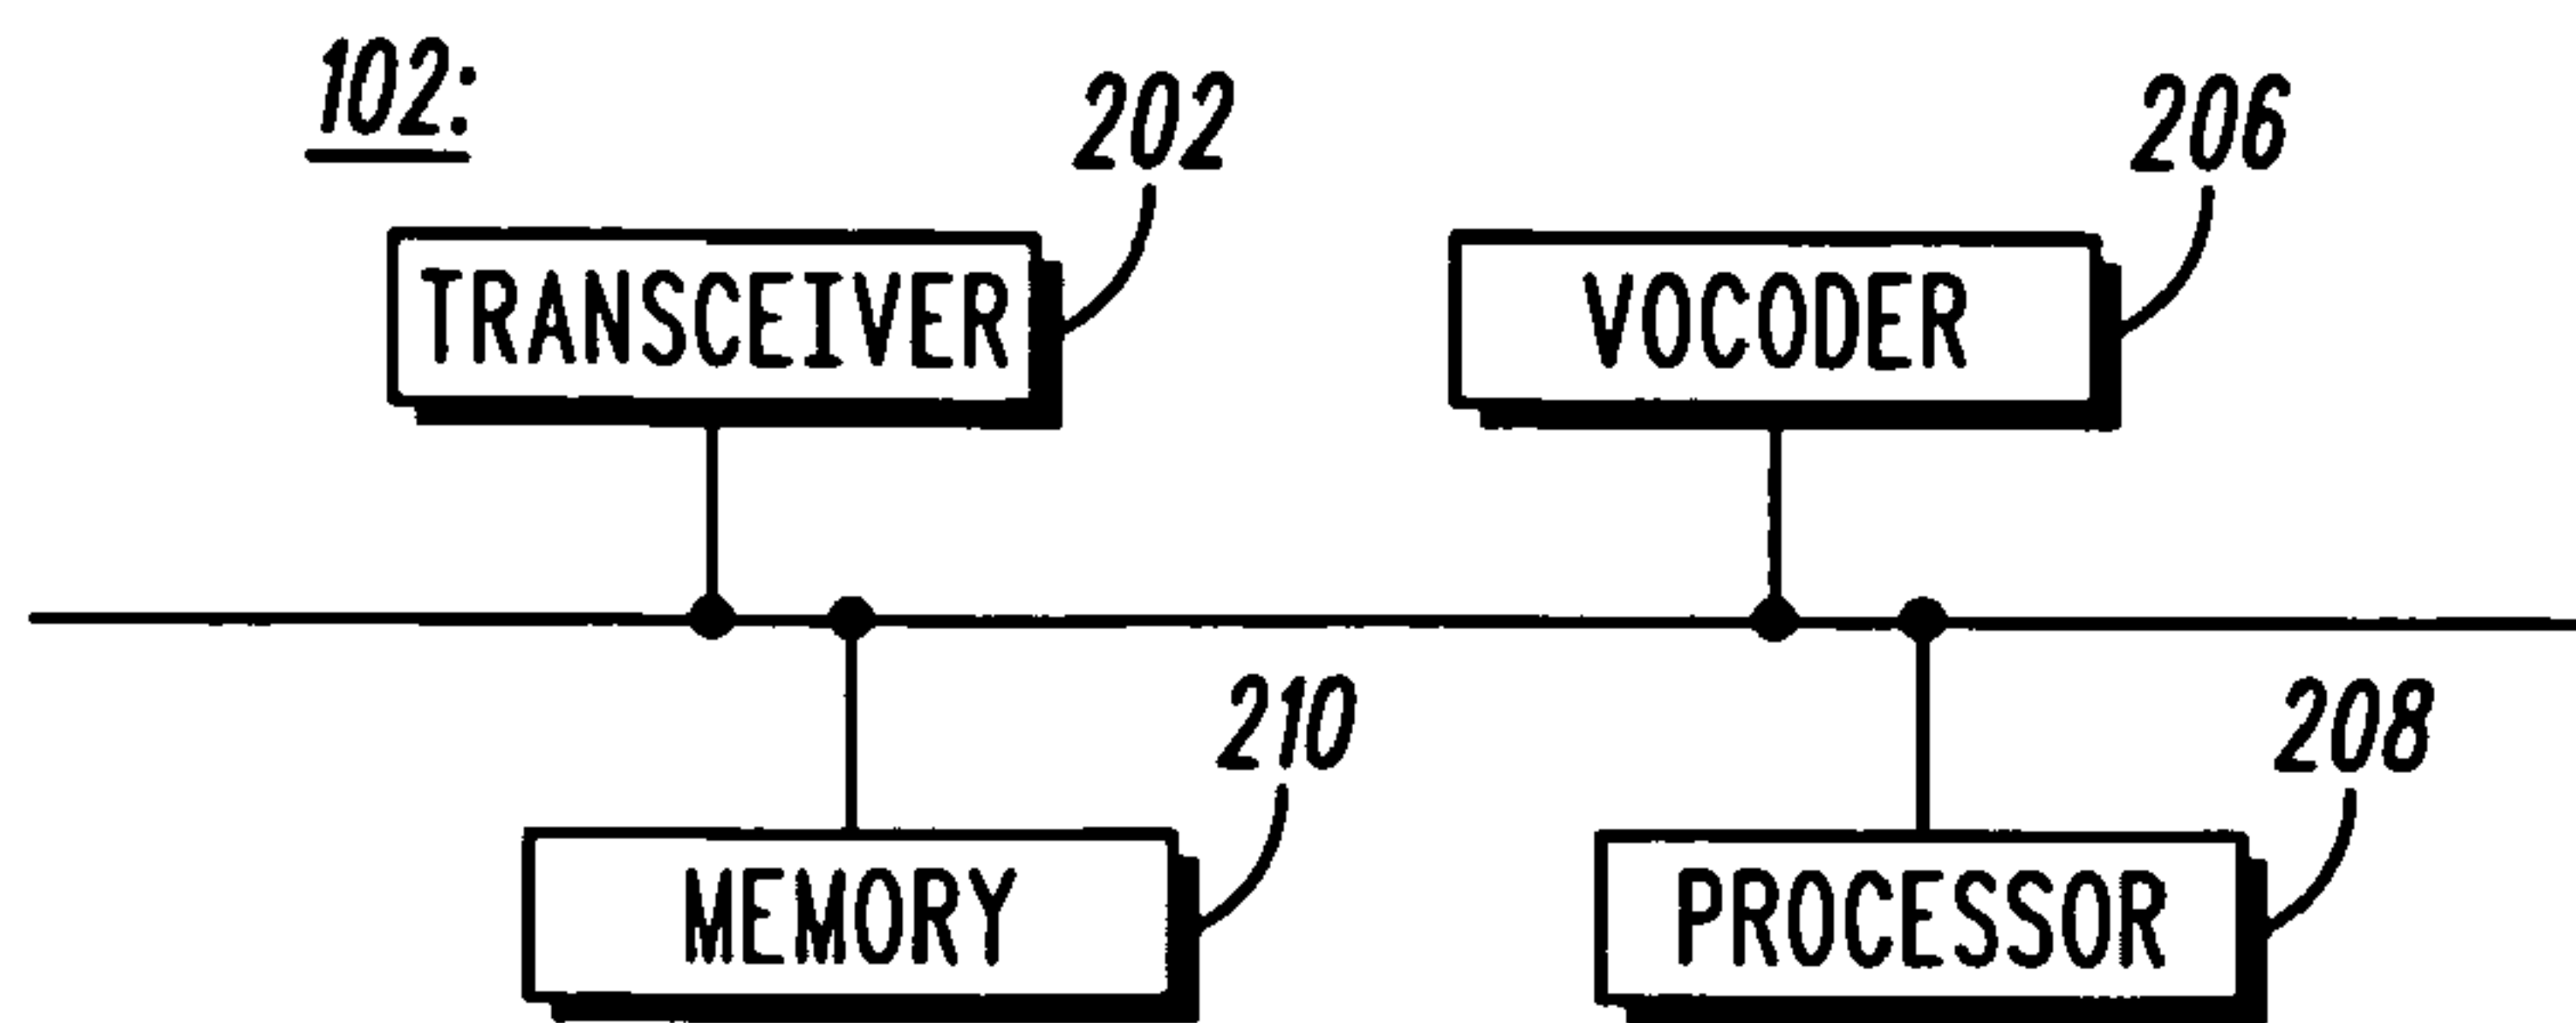 102:
202
206
TRANSCEIVER
VOCODER
210
208
MEMORY
PROCESSOR